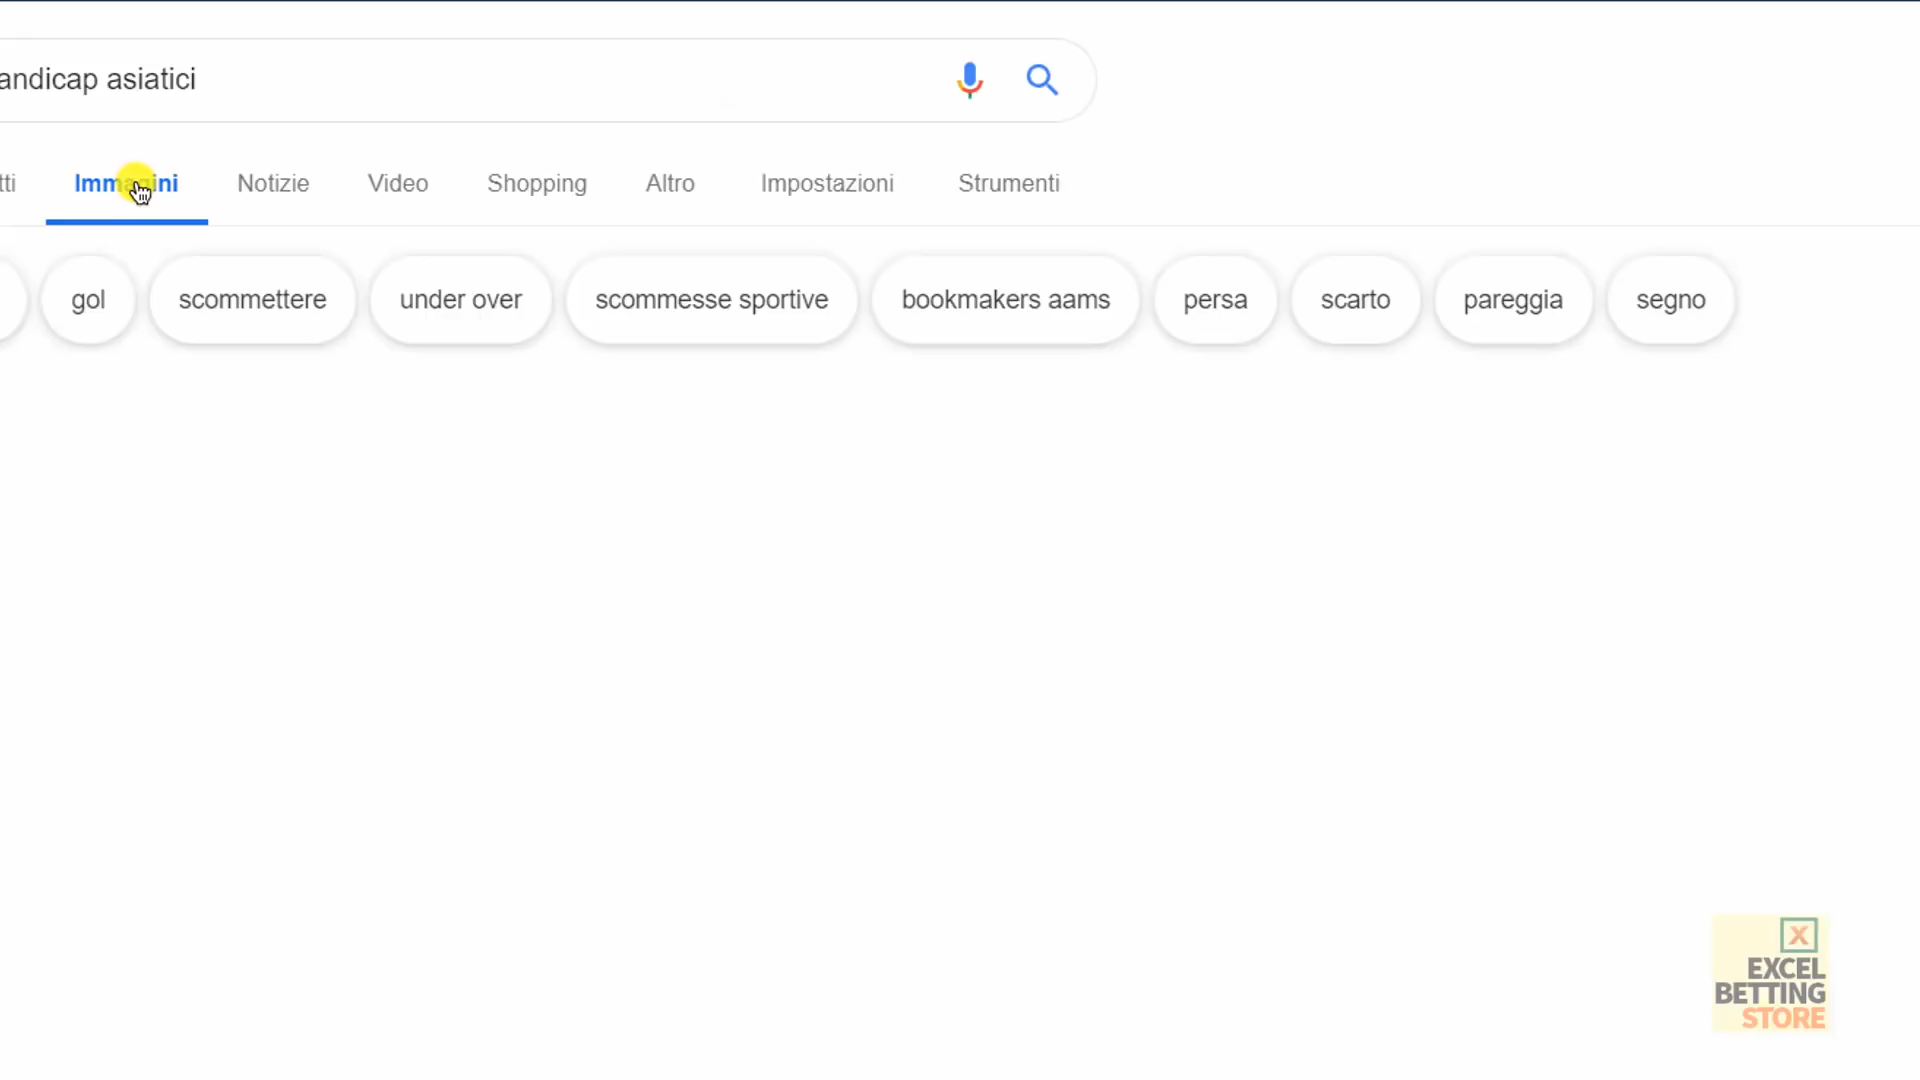 andicap asiatici
tti Immagini Notizie Video Shopping Altro Impostazioni Strumenti
gol scommettere under over scommesse sportive bookmakers aams persa scarto pareggia segno
X
EXCEL
BETTING
STORE